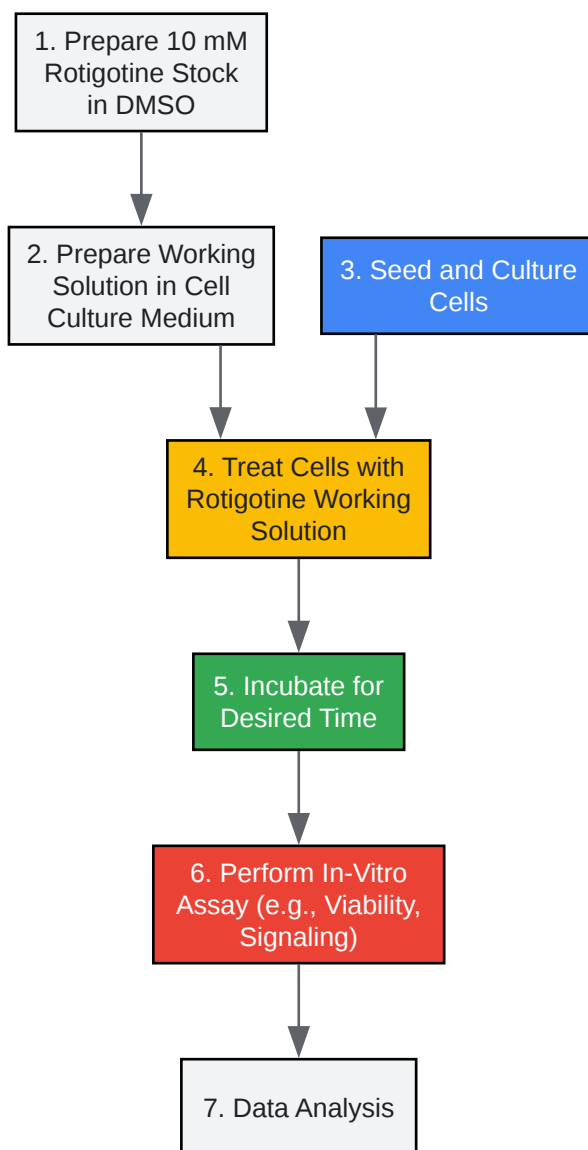 1. Prepare 10 mM
Rotigotine Stock
in DMSO
2. Prepare Working
Solution in Cell
Culture Medium
3. Seed and Culture
Cells
4. Treat Cells with
Rotigotine Working
Solution
5. Incubate for
Desired Time
6. Perform In-Vitro
Assay (e.g., Viability,
Signaling)
7. Data Analysis